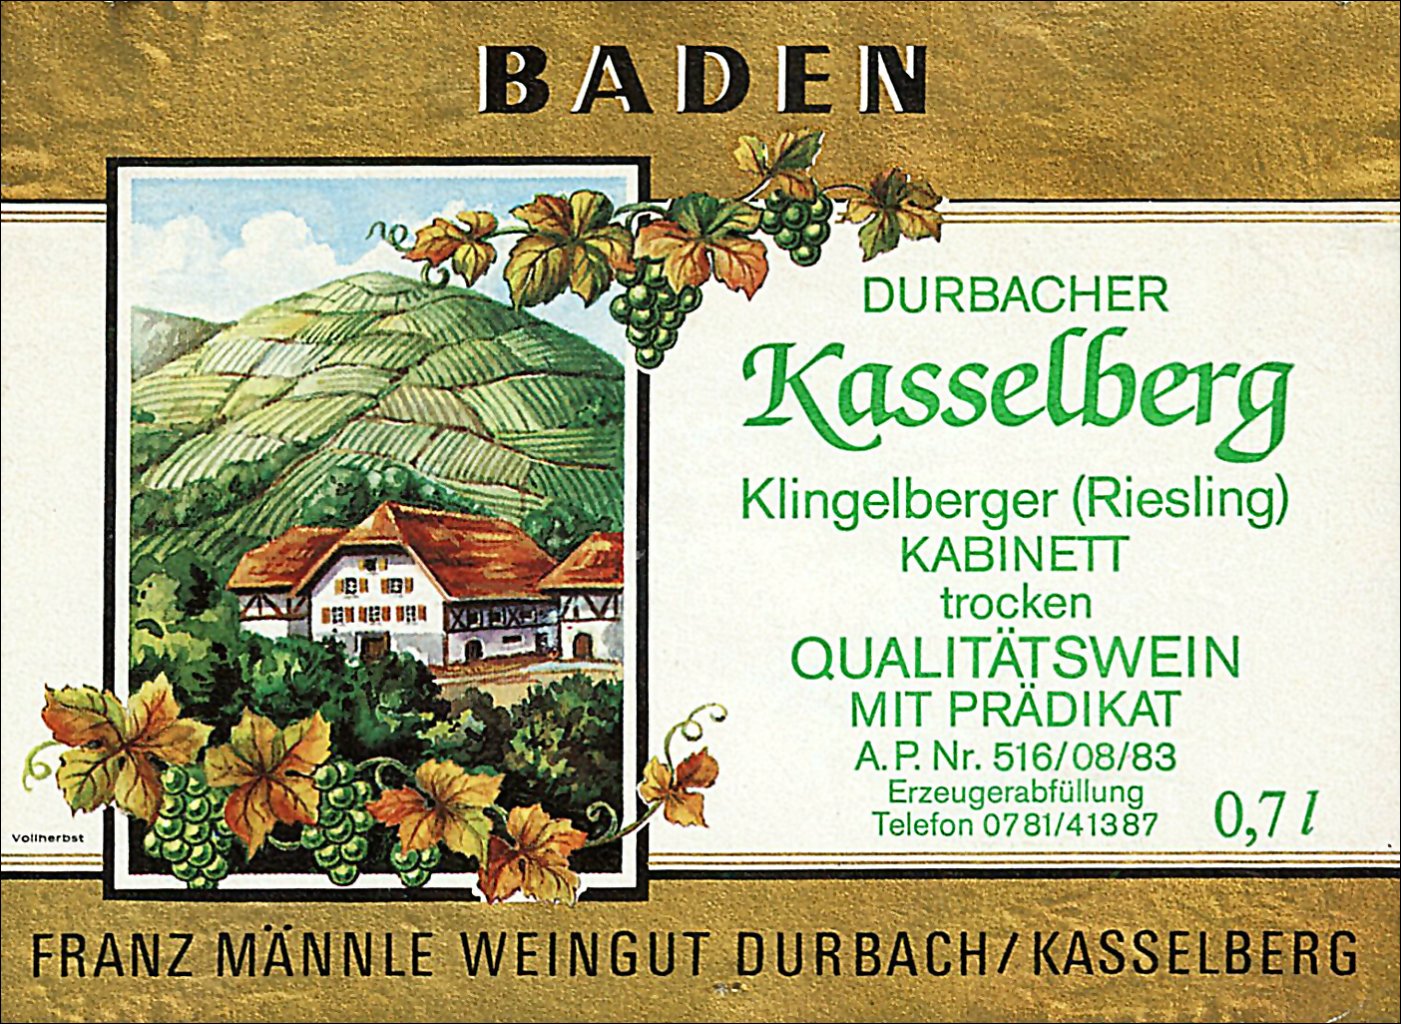 BADEN
DURBACHER
Kasselberg
Klingelberger (Riesling)
KABINETT
trocken
QUALITÄTSWEIN
MIT PRÄDIKAT
A. P. Nr. 516/08/83
Erzeugerabfüllung
Telefon 0781/41387
0,7 l
Vollherbst
FRANZ MÄNNLE WEINGUT DURBACH/KASSELBERG